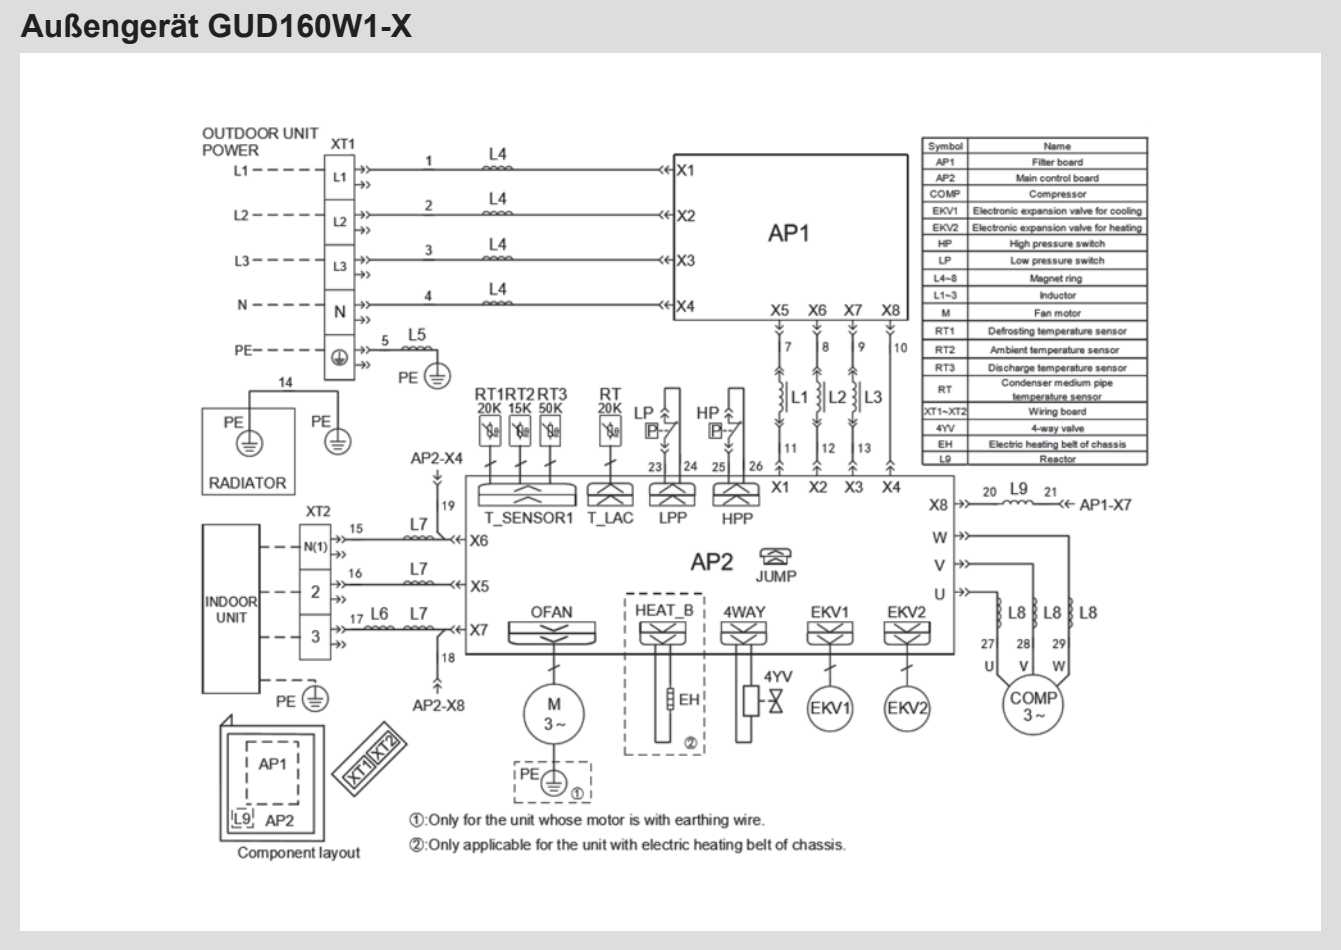 Außengerät GUD160W1-X
OUTDOOR UNIT
POWER
XT1
L1
L2
L3
N
PE
L1
L2
L3
N
1
L4
2
L4
3
L4
4
L4
5
L5
PE
X1
X2
X3
X4
AP1
X5
X6
X7
X8
7
8
9
10
L1
L2
L3
11
12
13
Symbol Name
AP1 Filter board
AP2 Main control board
COMP Compressor
EKV1 Electronic expansion valve for cooling
EKV2 Electronic expansion valve for heating
HP High pressure switch
LP Low pressure switch
L4~8 Magnet ring
L1~3 Inductor
M Fan motor
RT1 Defrosting temperature sensor
RT2 Ambient temperature sensor
RT3 Discharge temperature sensor
RT Condenser medium pipe
temperature sensor
XT1~XT2 Wiring board
4YV 4-way valve
EH Electric heating belt of chassis
L9 Reactor
14
PE
PE
RADIATOR
RT1 RT2 RT3
20K 15K 50K
RT
20K
LP
P
HP
P
23
24
25
26
AP2-X4
19
T_SENSOR1
T_LAC
LPP
HPP
X1
X2
X3
X4
X8
20
L9
21
AP1-X7
XT2
N(1)
2
3
INDOOR
UNIT
PE
15
L7
X6
16
L7
X5
17
L6
L7
X7
18
AP2-X8
AP2
JUMP
W
V
U
L8
L8
L8
27
28
29
U
V
W
COMP
3~
OFAN
HEAT_B
4WAY
EKV1
EKV2
M
3~
EH
②
4YV
EKV1
EKV2
PE
①
AP1
L9
AP2
XT1
XT2
Component layout
①:Only for the unit whose motor is with earthing wire.
②:Only applicable for the unit with electric heating belt of chassis.